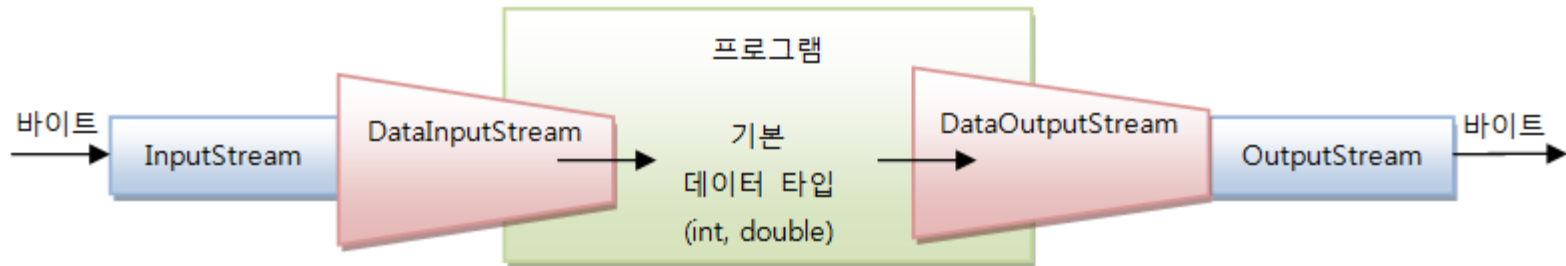 프로그램
바이트
InputStream
DataInputStream
기본
데이터 타입
(int, double)
DataOutputStream
OutputStream
바이트